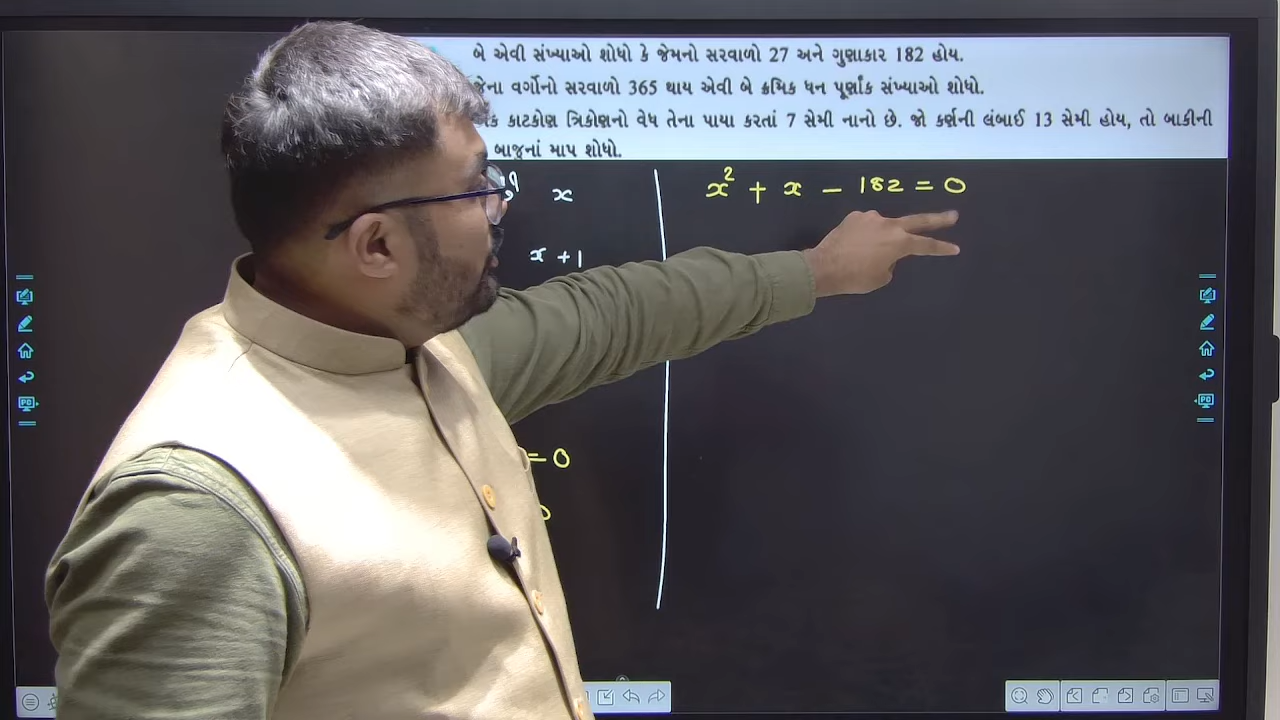 બે એવી સંખ્યાઓ શોધો કે જેમનો સરવાળો 27 અને ગુણાકાર 182 હોય.
જેના વર્ગોનો સરવાળો 365 થાય એવી બે ક્રમિક ધન પૂર્ણાંક સંખ્યાઓ શોધો.
કાટકોણ ત્રિકોણનો વેધ તેના પાયા કરતાં 7 સેમી નાનો છે. જો કર્ણની લંબાઈ 13 સેમી હોય, તો બાકીની
બાજુનાં માપ શોધો.
x
x + 1
= 0
0
x² + x - 182 = 0